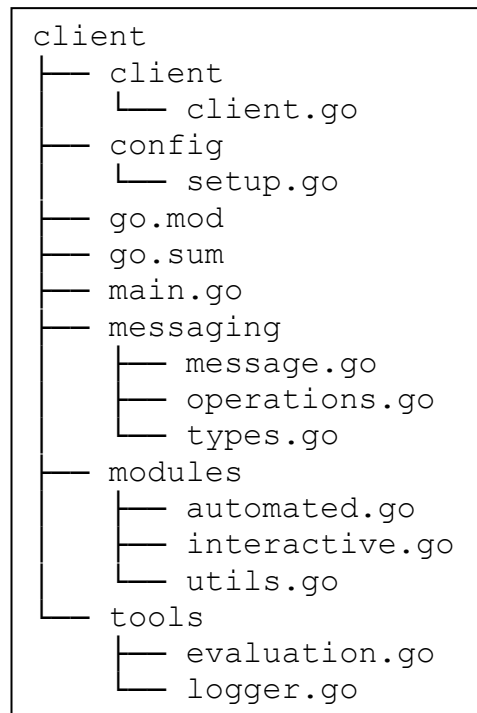 client
├── client
│   └── client.go
├── config
│   └── setup.go
├── go.mod
├── go.sum
├── main.go
├── messaging
│   ├── message.go
│   ├── operations.go
│   └── types.go
├── modules
│   ├── automated.go
│   ├── interactive.go
│   └── utils.go
└── tools
    ├── evaluation.go
    └── logger.go